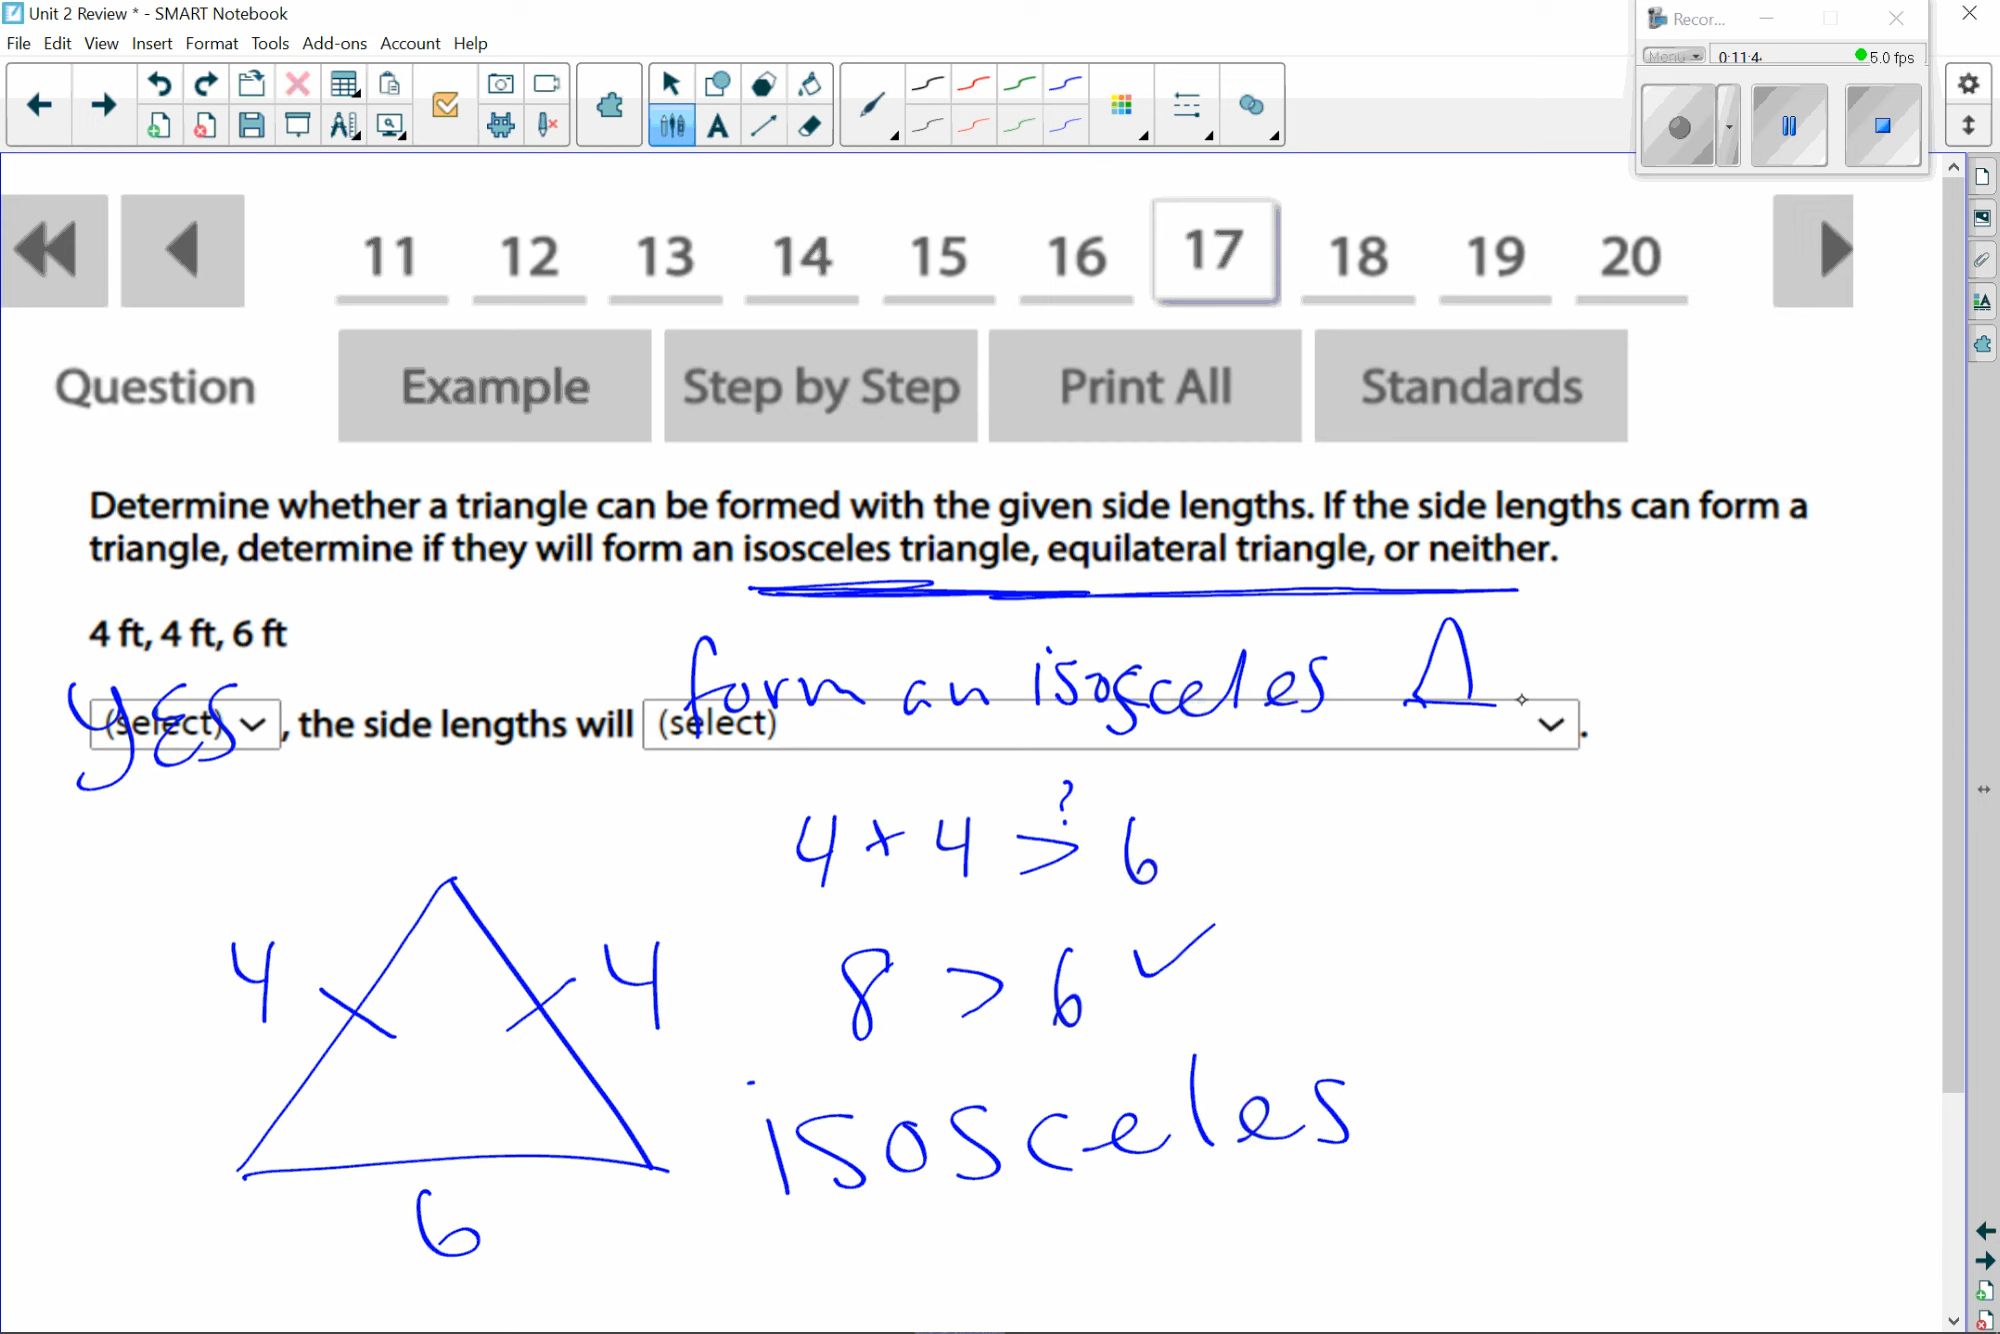 Unit 2 Review * - SMART Notebook
Recor...
File Edit View Insert Format Tools Add-ons Account Help
Menu 0:11:4 5.0 fps
11 12 13 14 15 16 17 18 19 20
Question Example Step by Step Print All Standards
Determine whether a triangle can be formed with the given side lengths. If the side lengths can form a
triangle, determine if they will form an isosceles triangle, equilateral triangle, or neither.
4 ft, 4 ft, 6 ft
form an isosceles Δ
yES
(select) , the side lengths will (select) .
?
4 + 4 > 6
4 4
8 > 6 ✓
isosceles
6